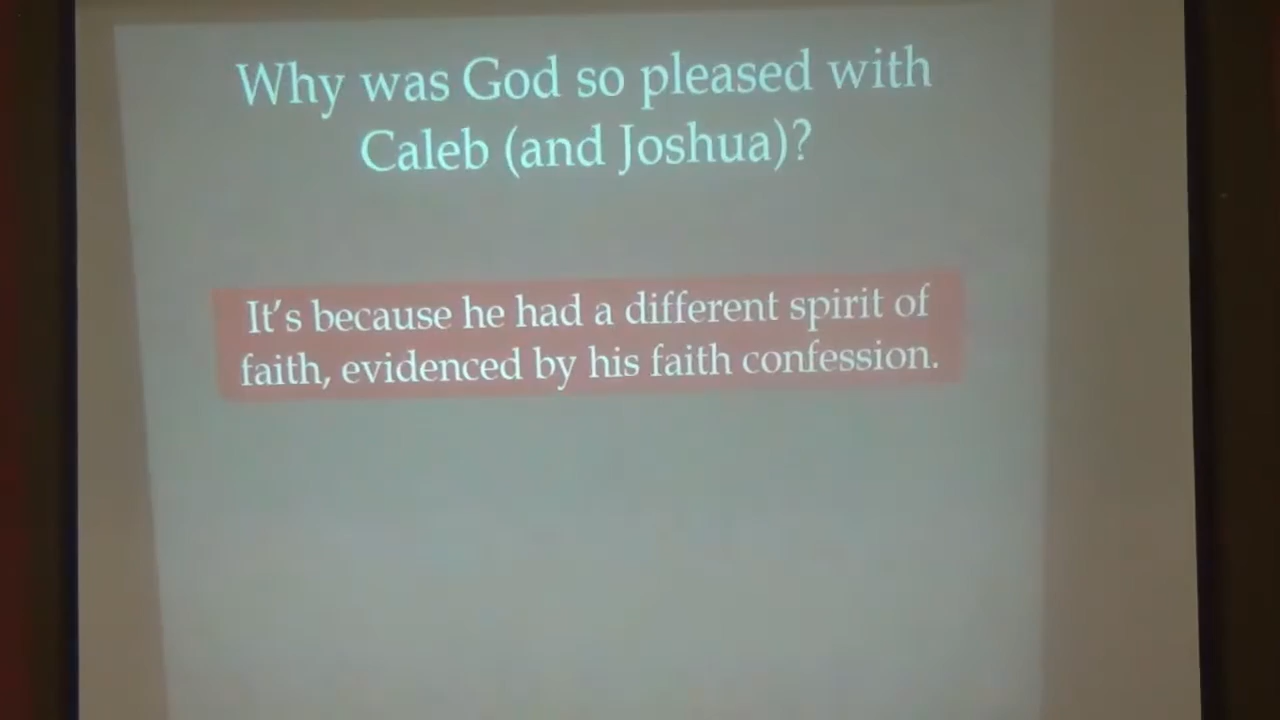 Why was God so pleased with
Caleb (and Joshua)?
It's because he had a different spirit of
faith, evidenced by his faith confession.